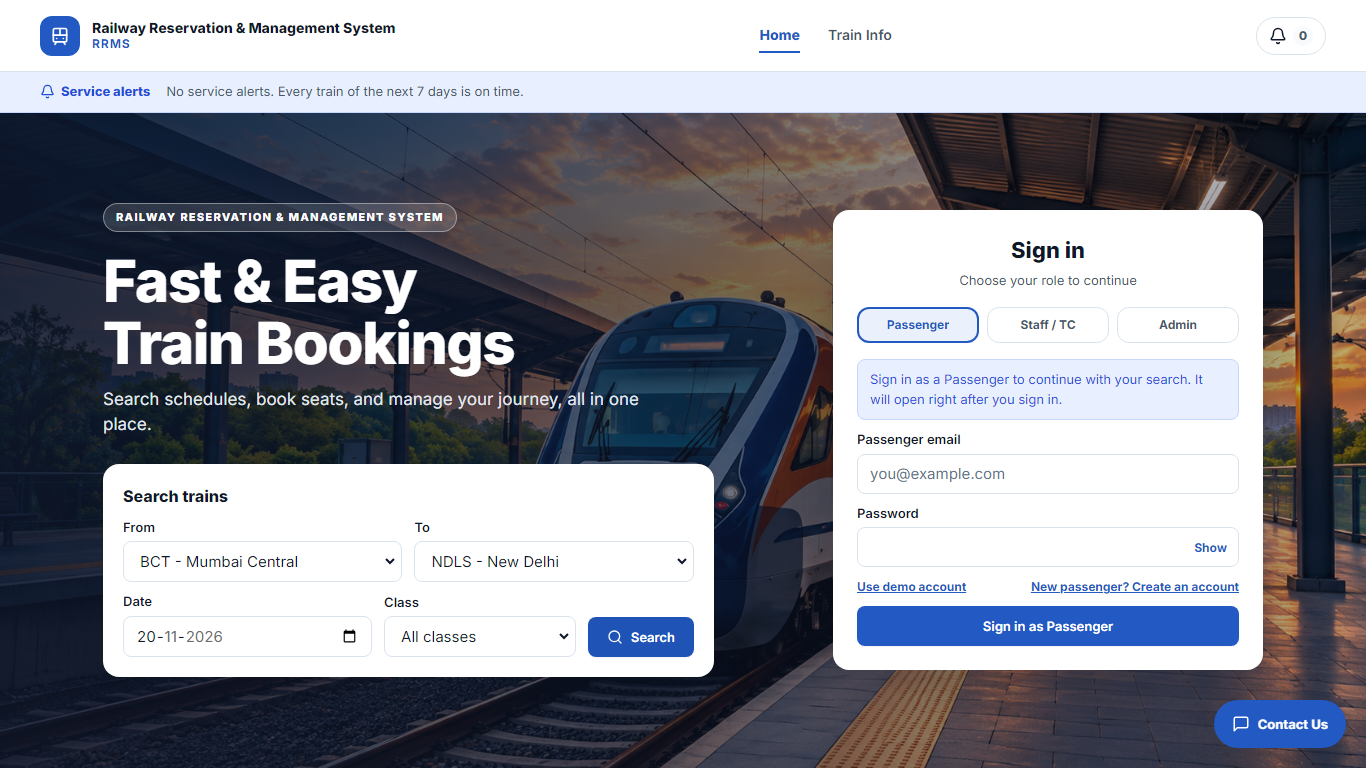 Railway Reservation & Management System
RRMS
Home
Train Info
0
Service alerts
No service alerts. Every train of the next 7 days is on time.
RAILWAY RESERVATION & MANAGEMENT SYSTEM
Fast & Easy
Train Bookings
Search schedules, book seats, and manage your journey, all in one
place.
Search trains
From
To
BCT - Mumbai Central
NDLS - New Delhi
Date
Class
20-11-2026
All classes
Search
Sign in
Choose your role to continue
Passenger
Staff / TC
Admin
Sign in as a Passenger to continue with your search. It
will open right after you sign in.
Passenger email
you@example.com
Password
Show
Use demo account
New passenger? Create an account
Sign in as Passenger
Contact Us